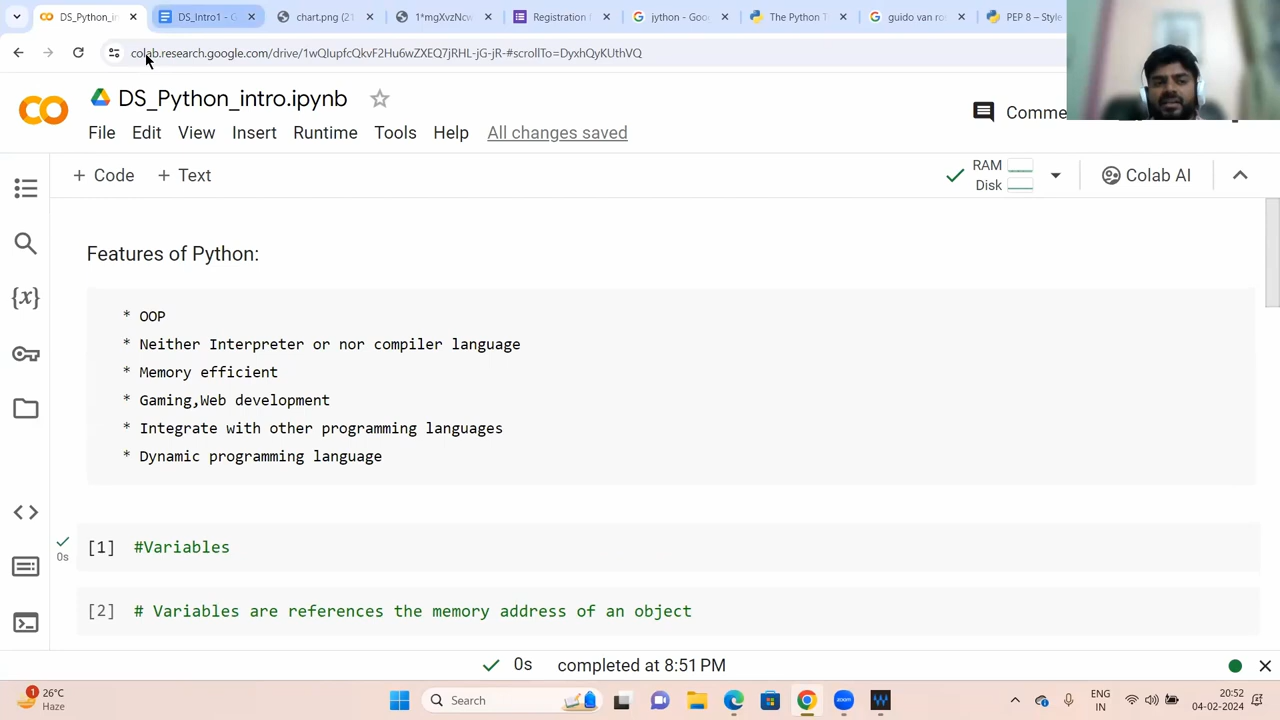 DS_Python_in
DS_Intro1 - G
chart.png (21
1*mgXvzNcw
Registration f
jython - Goo
The Python T
guido van ro
PEP 8 – Style
colab.research.google.com/drive/1wQlupfcQkvF2Hu6wZXEQ7jRHL-jG-jR-#scrollTo=DyxhQyKUthVQ
DS_Python_intro.ipynb
File Edit View Insert Runtime Tools Help All changes saved
Comme
+ Code + Text
RAM
Disk
Colab AI
Features of Python:
* OOP
* Neither Interpreter or nor compiler language
* Memory efficient
* Gaming,Web development
* Integrate with other programming languages
* Dynamic programming language
[1] #Variables
0s
[2] # Variables are references the memory address of an object
0s completed at 8:51 PM
1
26°C
Haze
Search
zoom
ENG
IN
20:52
04-02-2024